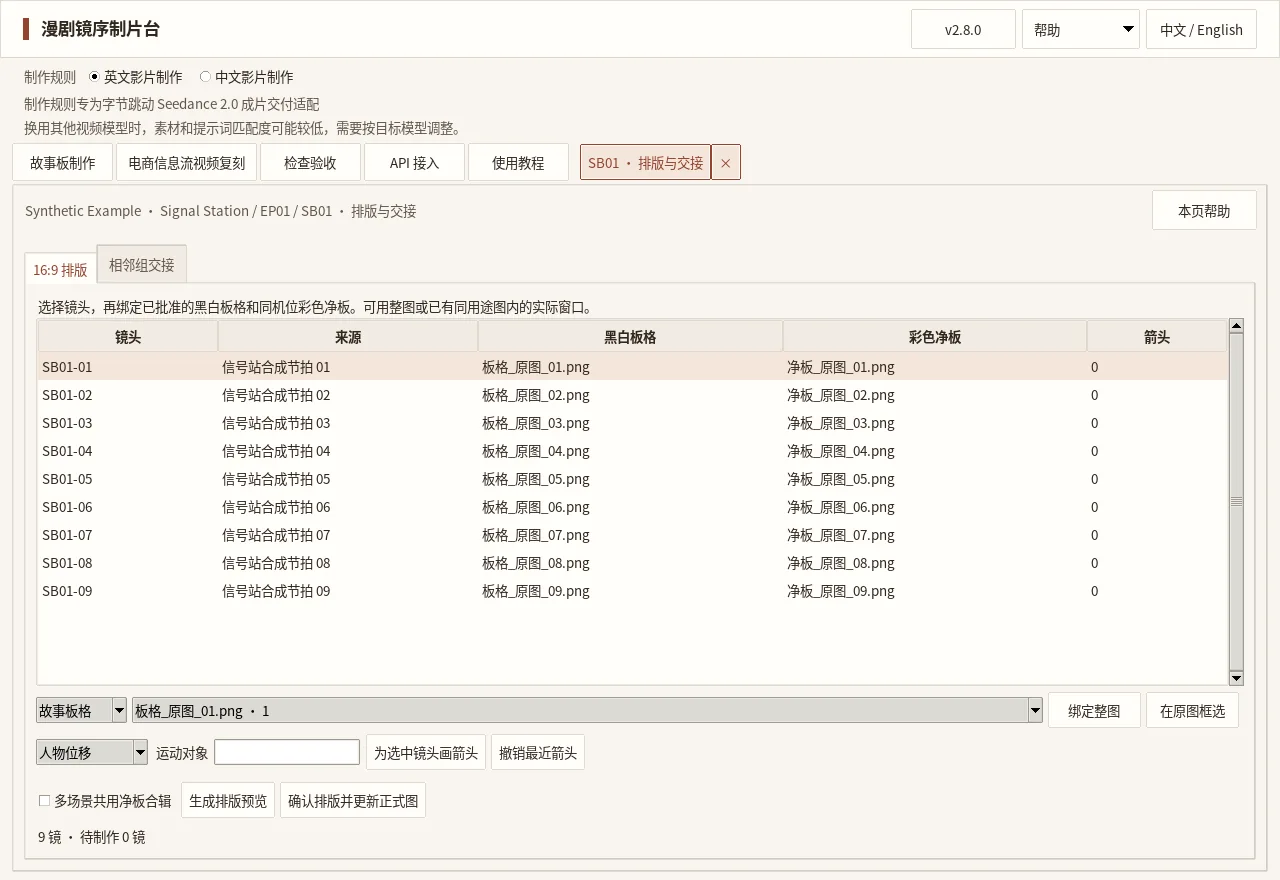 漫剧镜序制片台
v2.8.0
帮助
中文 / English
制作规则 英文影片制作 中文影片制作
制作规则专为字节跳动 Seedance 2.0 成片交付适配
换用其他视频模型时，素材和提示词匹配度可能较低，需要按目标模型调整。
故事板制作 电商信息流视频复刻 检查验收 API 接入 使用教程 SB01 · 排版与交接 ×
Synthetic Example · Signal Station / EP01 / SB01 · 排版与交接
本页帮助
16:9 排版 相邻组交接
选择镜头，再绑定已批准的黑白板格和同机位彩色净板。可用整图或已有同用途图内的实际窗口。
镜头 来源 黑白板格 彩色净板 箭头
SB01-01 信号站合成节拍 01 板格_原图_01.png 净板_原图_01.png 0
SB01-02 信号站合成节拍 02 板格_原图_02.png 净板_原图_02.png 0
SB01-03 信号站合成节拍 03 板格_原图_03.png 净板_原图_03.png 0
SB01-04 信号站合成节拍 04 板格_原图_04.png 净板_原图_04.png 0
SB01-05 信号站合成节拍 05 板格_原图_05.png 净板_原图_05.png 0
SB01-06 信号站合成节拍 06 板格_原图_06.png 净板_原图_06.png 0
SB01-07 信号站合成节拍 07 板格_原图_07.png 净板_原图_07.png 0
SB01-08 信号站合成节拍 08 板格_原图_08.png 净板_原图_08.png 0
SB01-09 信号站合成节拍 09 板格_原图_09.png 净板_原图_09.png 0
故事板格 板格_原图_01.png · 1 绑定整图 在原图框选
人物位移 运动对象 为选中镜头画箭头 撤销最近箭头
多场景共用净板合辑 生成排版预览 确认排版并更新正式图
9 镜 · 待制作 0 镜